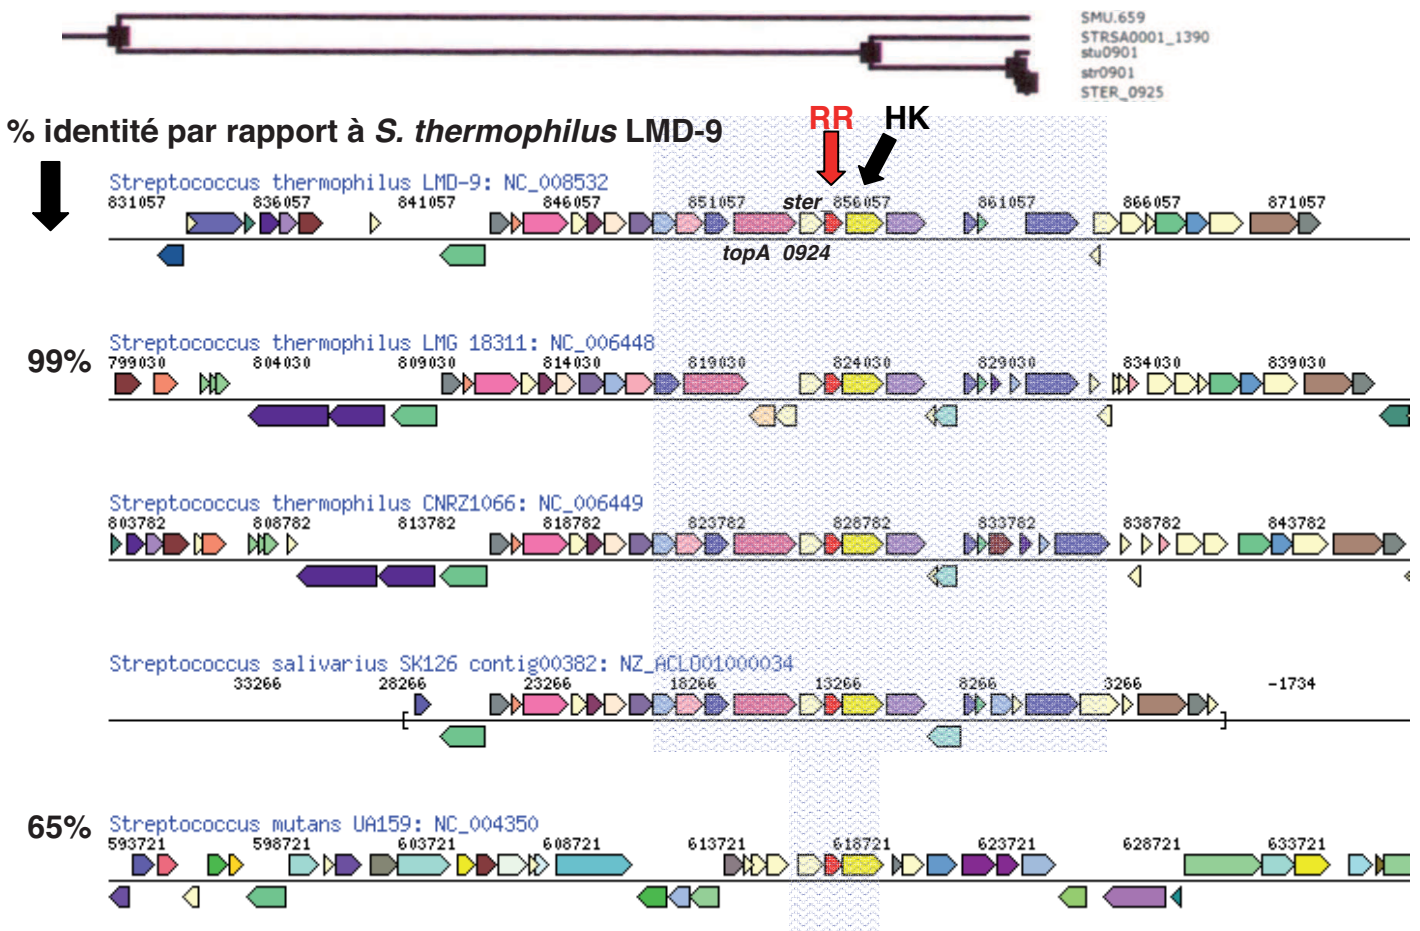 SMU.659
STRSA0001_1390
stu0901
str0901
STER_0925
% identité par rapport à S. thermophilus LMD-9
RR HK
Streptococcus thermophilus LMD-9: NC_008532
831057 836057 841057 846057 851057 ster 856057 861057 866057 871057
topA 0924
Streptococcus thermophilus LMG 18311: NC_006448
99% 799030 804030 809030 814030 819030 824030 829030 834030 839030
Streptococcus thermophilus CNRZ1066: NC_006449
803782 808782 813782 818782 823782 828782 833782 838782 843782
Streptococcus salivarius SK126 contig00382: NZ_ACLO01000034
33266 28266 23266 18266 13266 8266 3266 -1734
65% Streptococcus mutans UA159: NC_004350
593721 598721 603721 608721 613721 618721 623721 628721 633721